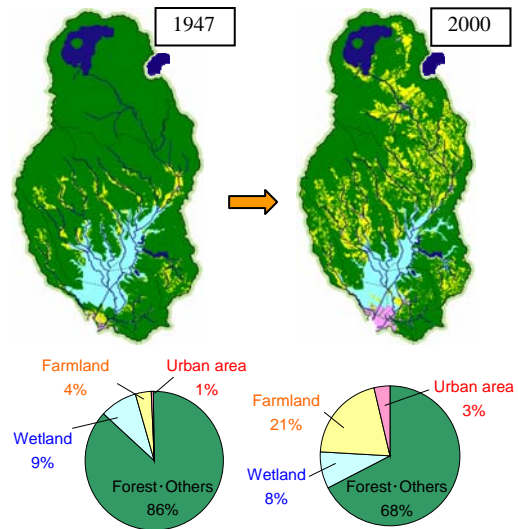 1947
2000
Farmland
4%
Urban area
1%
Wetland
9%
Forest・Others
86%
Farmland
21%
Urban area
3%
Wetland
8%
Forest・Others
68%